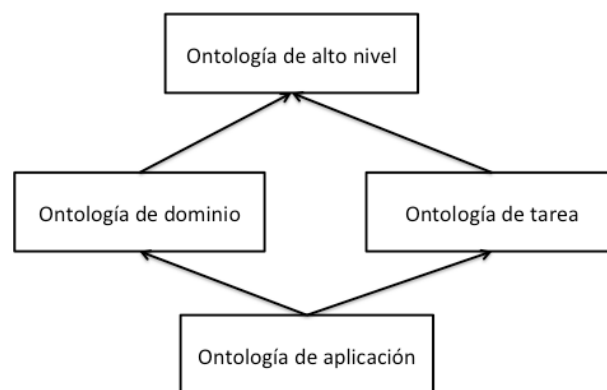 Ontología de alto nivel
Ontología de dominio
Ontología de tarea
Ontología de aplicación